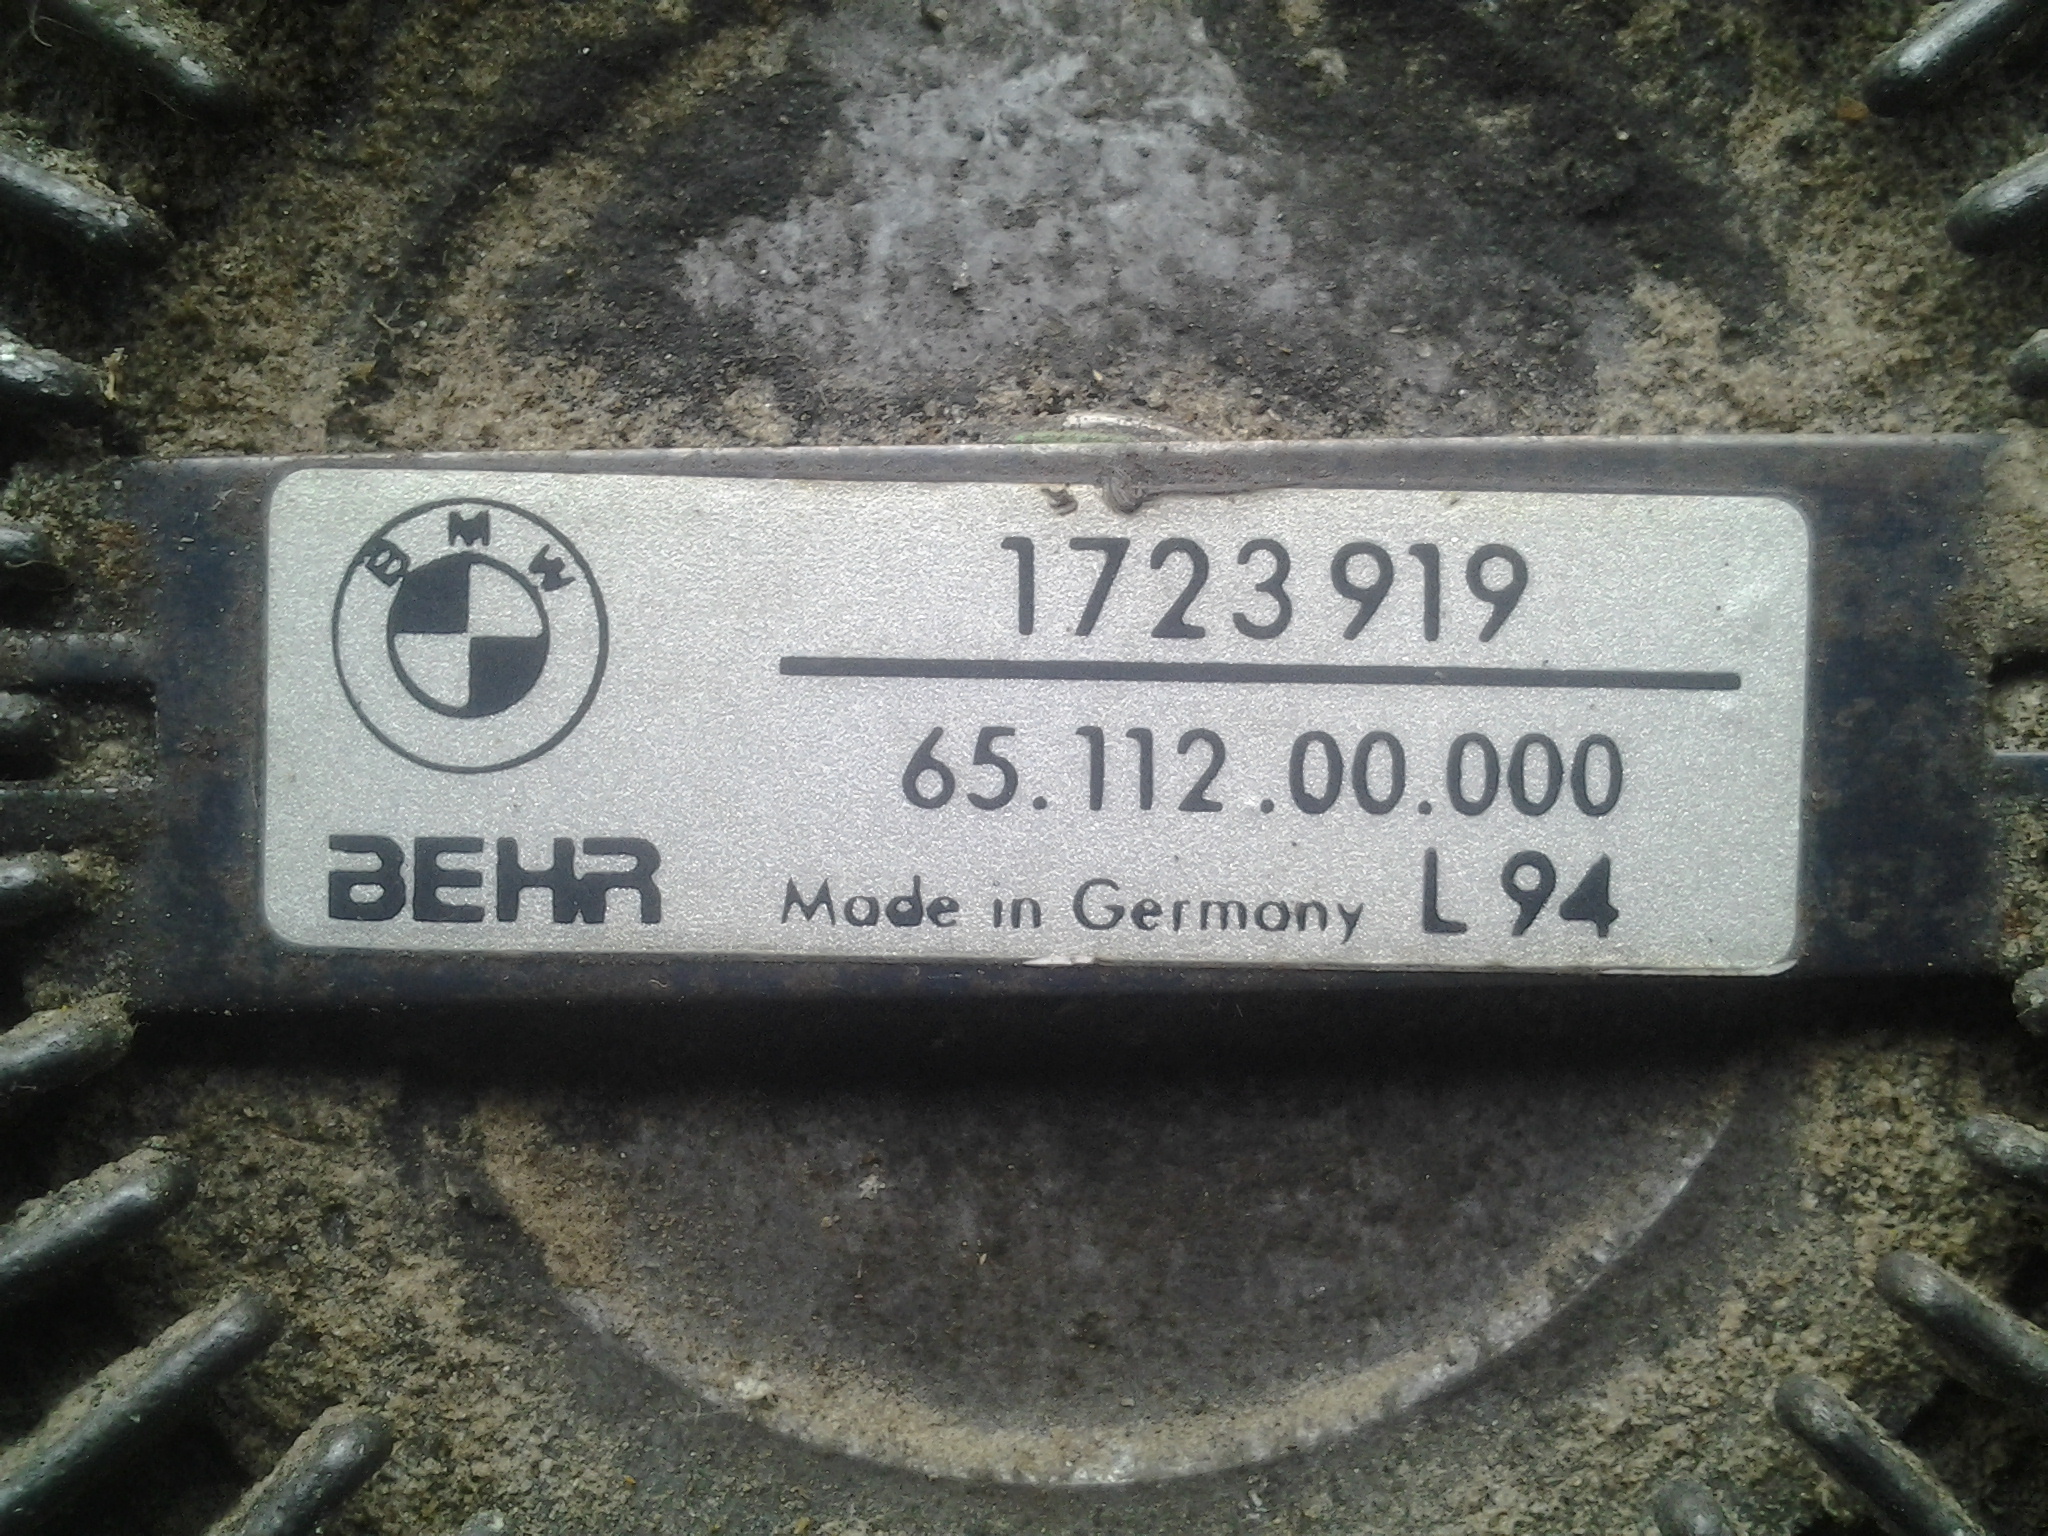 BMW
1723919
65.112.00.000
BEHR
Made in Germany L 94